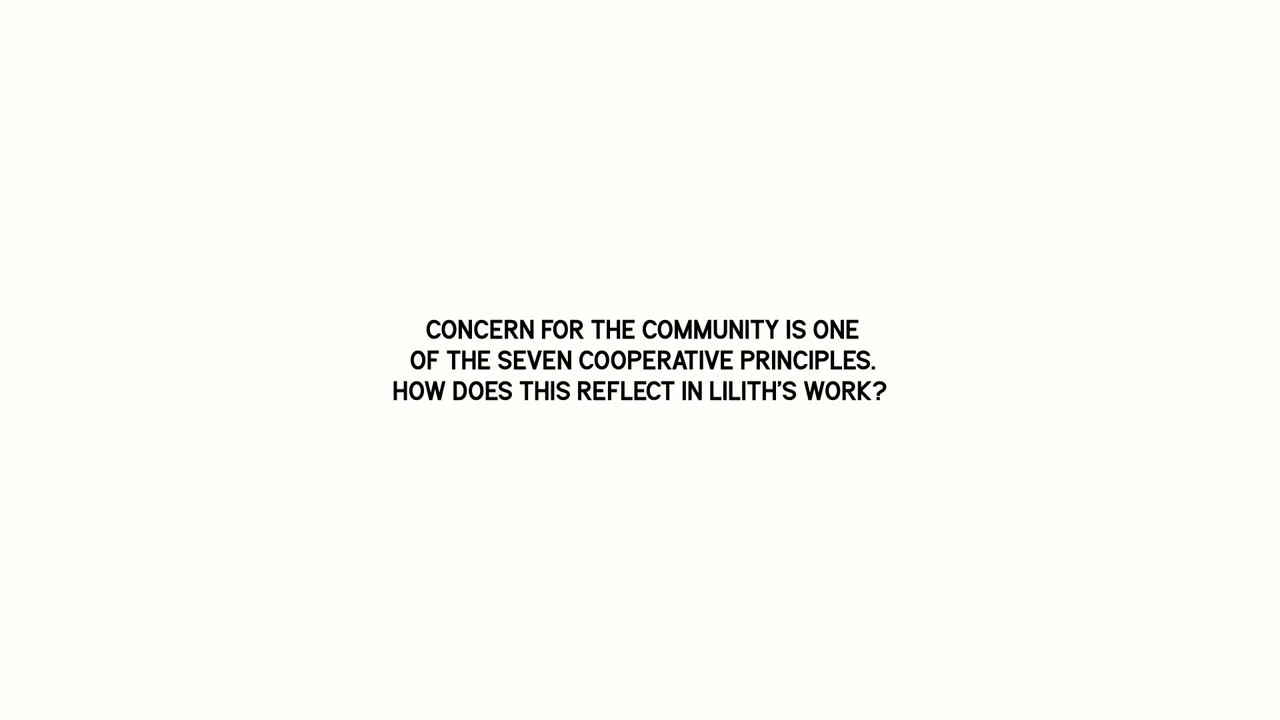 CONCERN FOR THE COMMUNITY IS ONE
OF THE SEVEN COOPERATIVE PRINCIPLES.
HOW DOES THIS REFLECT IN LILITH'S WORK?